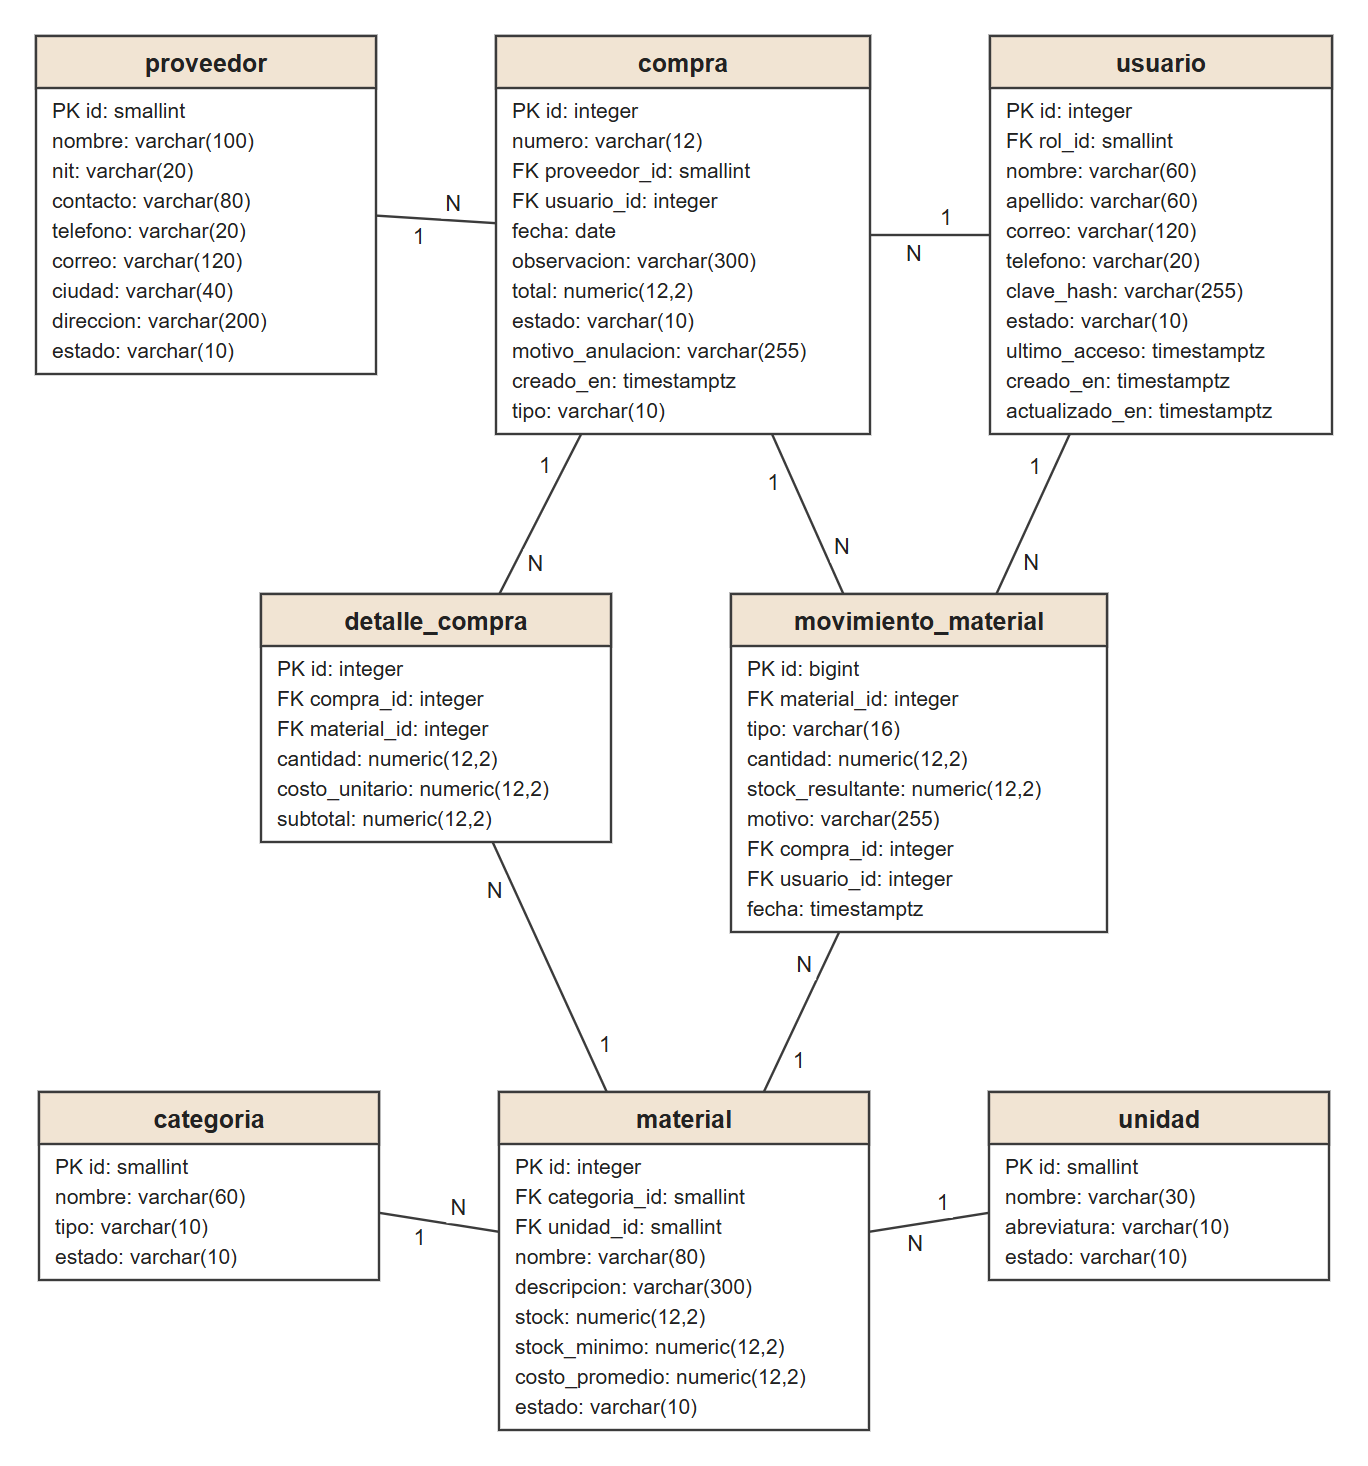 proveedor
PK id: smallint
nombre: varchar(100)
nit: varchar(20)
contacto: varchar(80)
telefono: varchar(20)
correo: varchar(120)
ciudad: varchar(40)
direccion: varchar(200)
estado: varchar(10)
N
1
compra
PK id: integer
numero: varchar(12)
FK proveedor_id: smallint
FK usuario_id: integer
fecha: date
observacion: varchar(300)
total: numeric(12,2)
estado: varchar(10)
motivo_anulacion: varchar(255)
creado_en: timestamptz
tipo: varchar(10)
1
N
usuario
PK id: integer
FK rol_id: smallint
nombre: varchar(60)
apellido: varchar(60)
correo: varchar(120)
telefono: varchar(20)
clave_hash: varchar(255)
estado: varchar(10)
ultimo_acceso: timestamptz
creado_en: timestamptz
actualizado_en: timestamptz
1
N
1
N
1
N
detalle_compra
PK id: integer
FK compra_id: integer
FK material_id: integer
cantidad: numeric(12,2)
costo_unitario: numeric(12,2)
subtotal: numeric(12,2)
movimiento_material
PK id: bigint
FK material_id: integer
tipo: varchar(16)
cantidad: numeric(12,2)
stock_resultante: numeric(12,2)
motivo: varchar(255)
FK compra_id: integer
FK usuario_id: integer
fecha: timestamptz
N
1
N
1
categoria
PK id: smallint
nombre: varchar(60)
tipo: varchar(10)
estado: varchar(10)
N
1
material
PK id: integer
FK categoria_id: smallint
FK unidad_id: smallint
nombre: varchar(80)
descripcion: varchar(300)
stock: numeric(12,2)
stock_minimo: numeric(12,2)
costo_promedio: numeric(12,2)
estado: varchar(10)
1
N
unidad
PK id: smallint
nombre: varchar(30)
abreviatura: varchar(10)
estado: varchar(10)